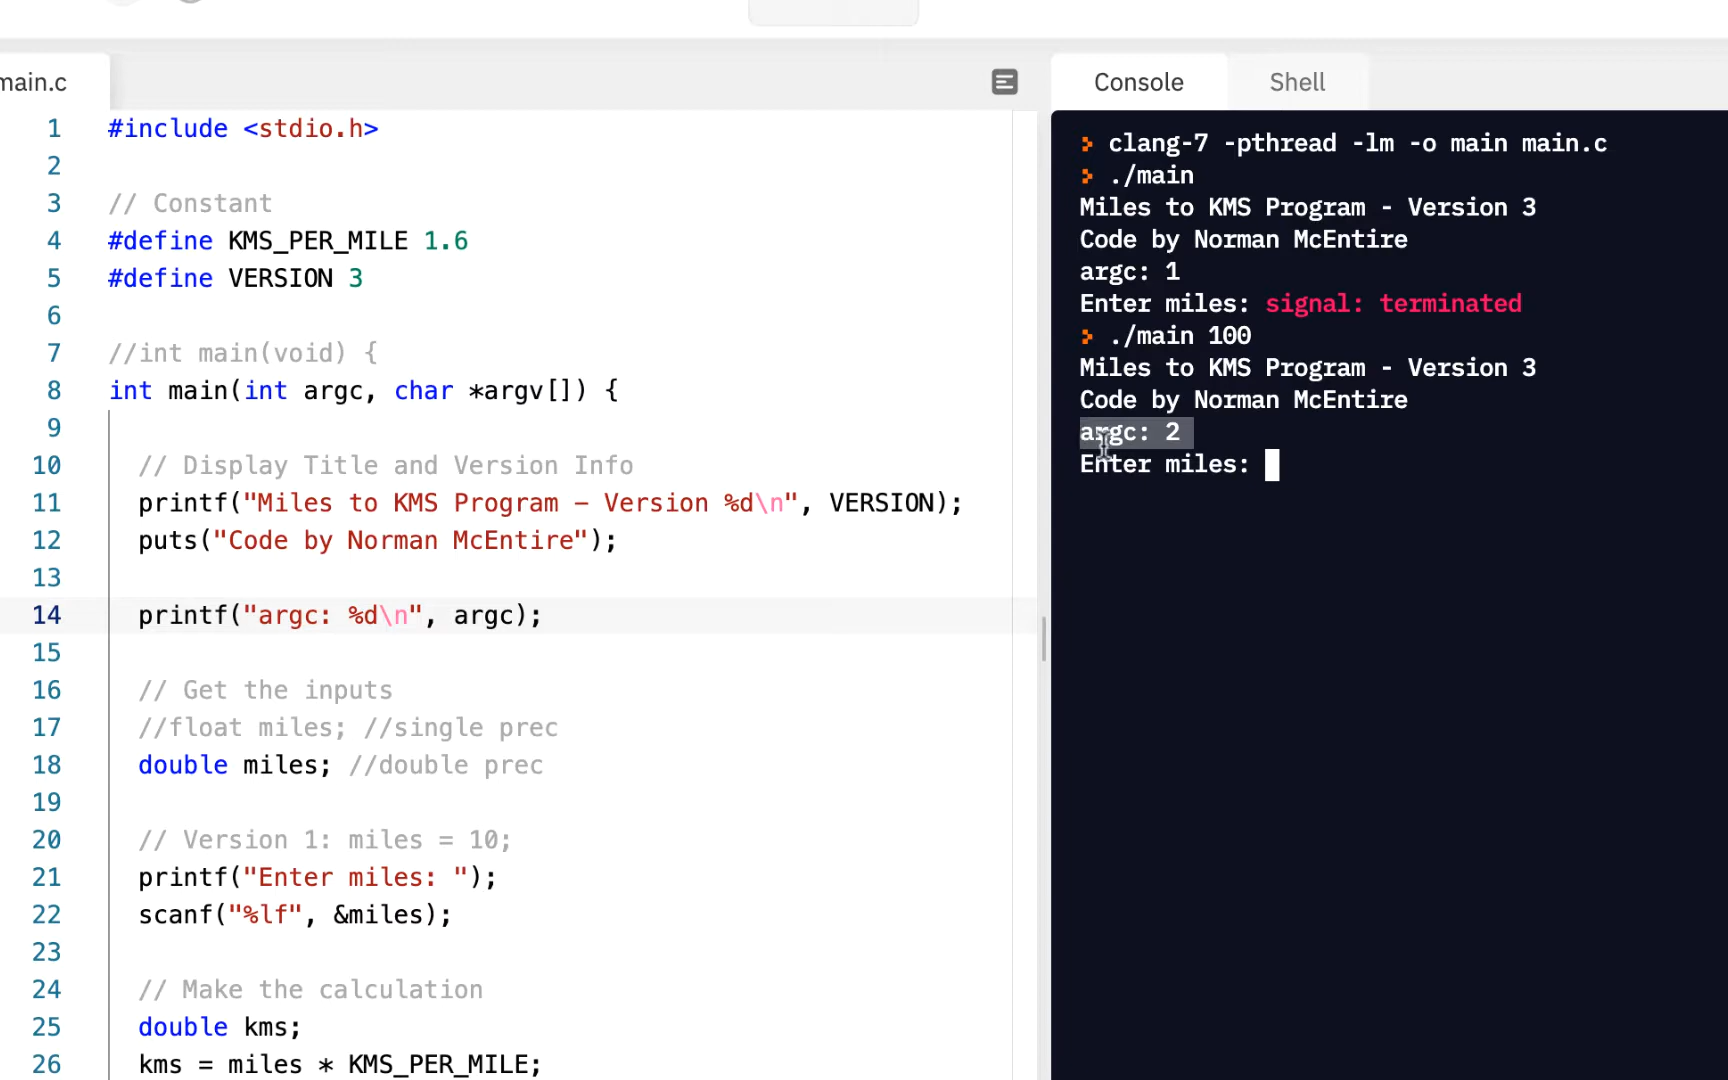 main.c
1 #include <stdio.h>
2
3 // Constant
4 #define KMS_PER_MILE 1.6
5 #define VERSION 3
6
7 //int main(void) {
8 int main(int argc, char *argv[]) {
9
10 // Display Title and Version Info
11 printf("Miles to KMS Program – Version %d\n", VERSION);
12 puts("Code by Norman McEntire");
13
14 printf("argc: %d\n", argc);
15
16 // Get the inputs
17 //float miles; //single prec
18 double miles; //double prec
19
20 // Version 1: miles = 10;
21 printf("Enter miles: ");
22 scanf("%lf", &miles);
23
24 // Make the calculation
25 double kms;
26 kms = miles * KMS_PER_MILE;
Console Shell
> clang-7 -pthread -lm -o main main.c
> ./main
Miles to KMS Program - Version 3
Code by Norman McEntire
argc: 1
Enter miles: signal: terminated
> ./main 100
Miles to KMS Program - Version 3
Code by Norman McEntire
argc: 2
Enter miles: